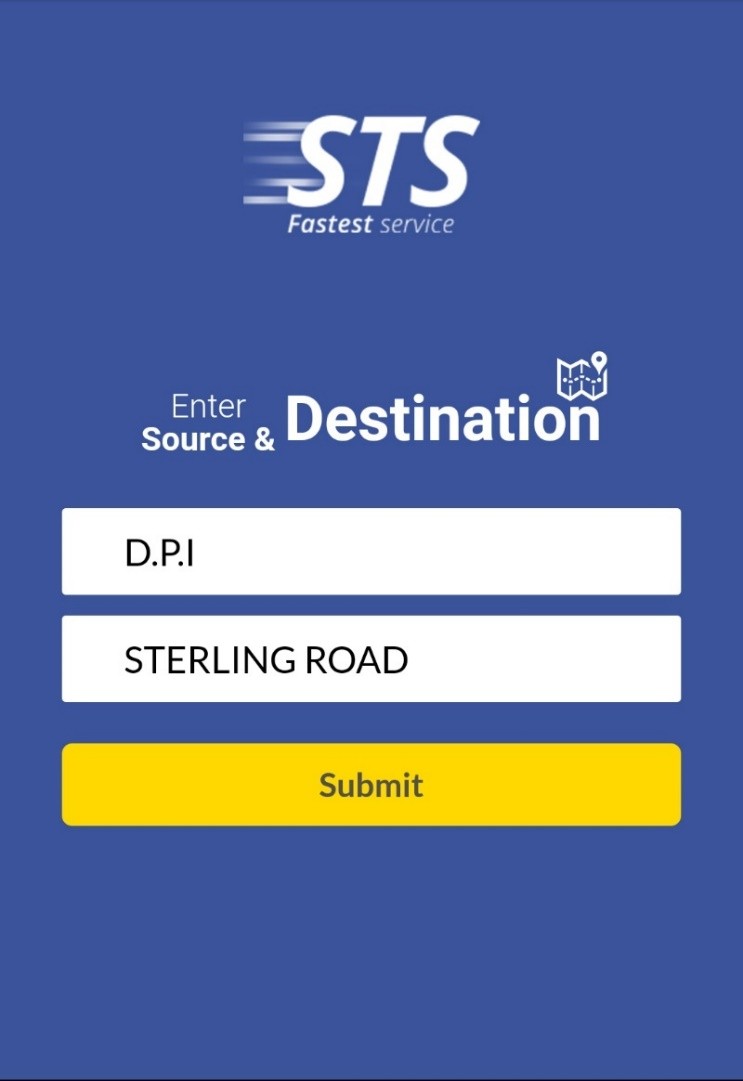 STS
Fastest service
Enter
Source & Destination
D.P.I
STERLING ROAD
Submit